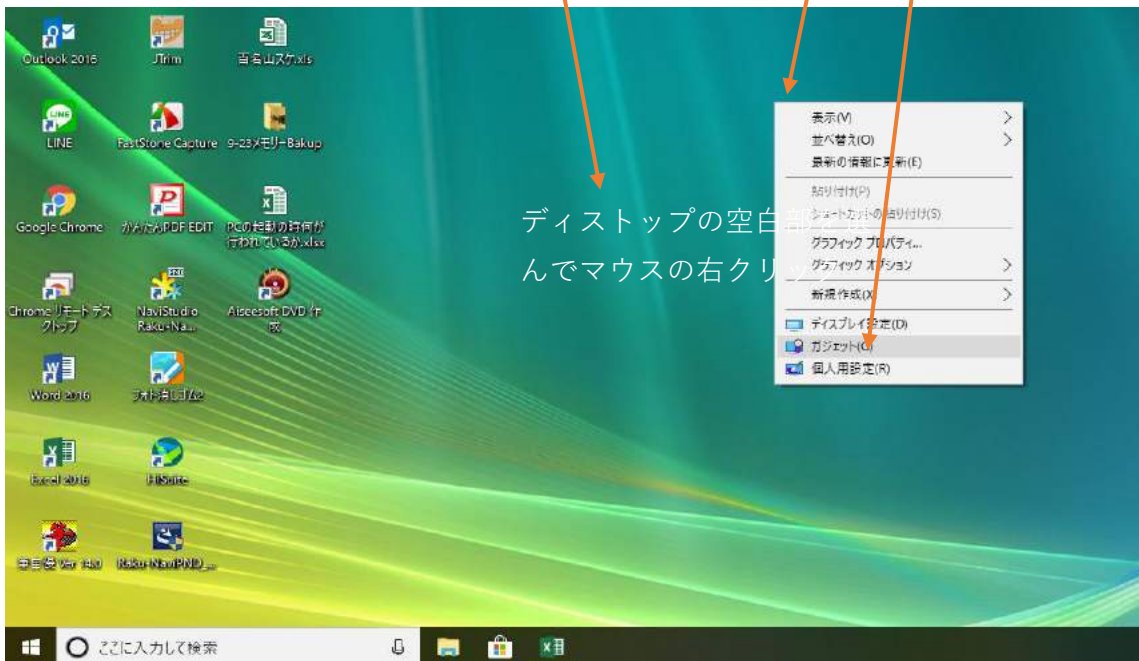 Outlook 2016
JTrim
百名山スケ.xls
LINE
FastStone Capture
9-23メモリーBakup
Google Chrome
かんたんPDF EDIT
PCの起動の時何が
行われているか.xlsx
Chrome リモート デス
クトップ
NaviStudio
Raku-Na...
Aiseesoft DVD 作
成
Word 2016
フォト消しゴム2
Excel 2016
HiSuite
Raku-NaviPND_...
表示(V)
並べ替え(O)
最新の情報に更新(E)
貼り付け(P)
ショートカットの貼り付け(S)
グラフィック プロパティ...
グラフィック オプション
新規作成(X)
ディスプレイ設定(D)
ガジェット(G)
個人用設定(R)
ディストップの空白部を選
んでマウスの右クリック
ここに入力して検索